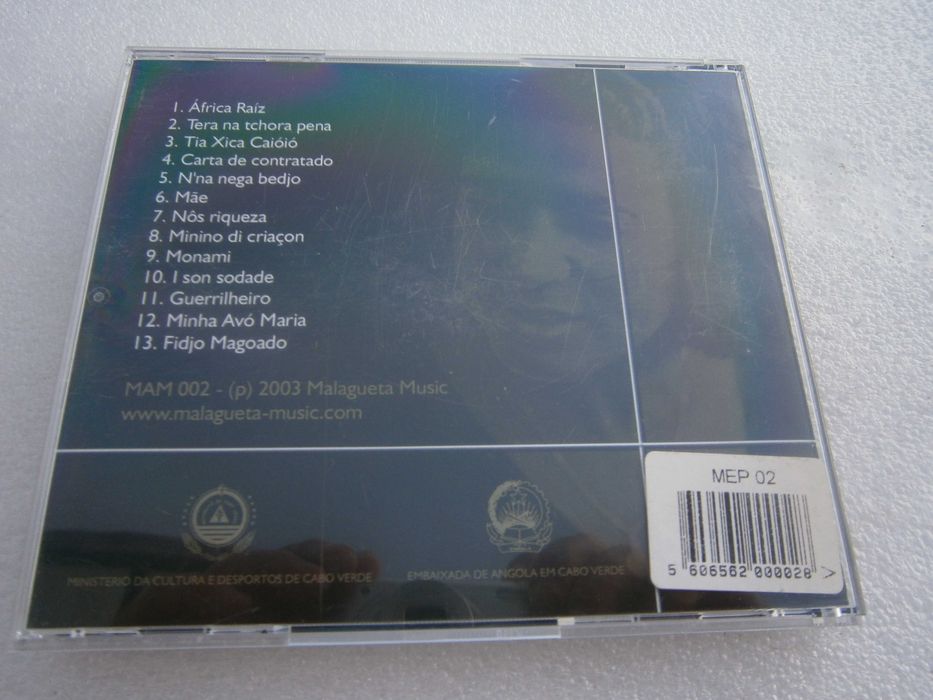 1. África Raíz
2. Tera na tchora pena
3. Tia Xica Caióió
4. Carta de contratado
5. N'na nega bedjo
6. Mãe
7. Nôs riqueza
8. Minino di criaçon
9. Monami
10. I son sodade
11. Guerrilheiro
12. Minha Avó Maria
13. Fidjo Magoado
MAM 002 - (p) 2003 Malagueta Music
www.malagueta-music.com
MINISTERIO DA CULTURA E DESPORTOS DE CABO VERDE
EMBAIXADA DE ANGOLA EM CABO VERDE
MEP 02
5 606562 000028 >